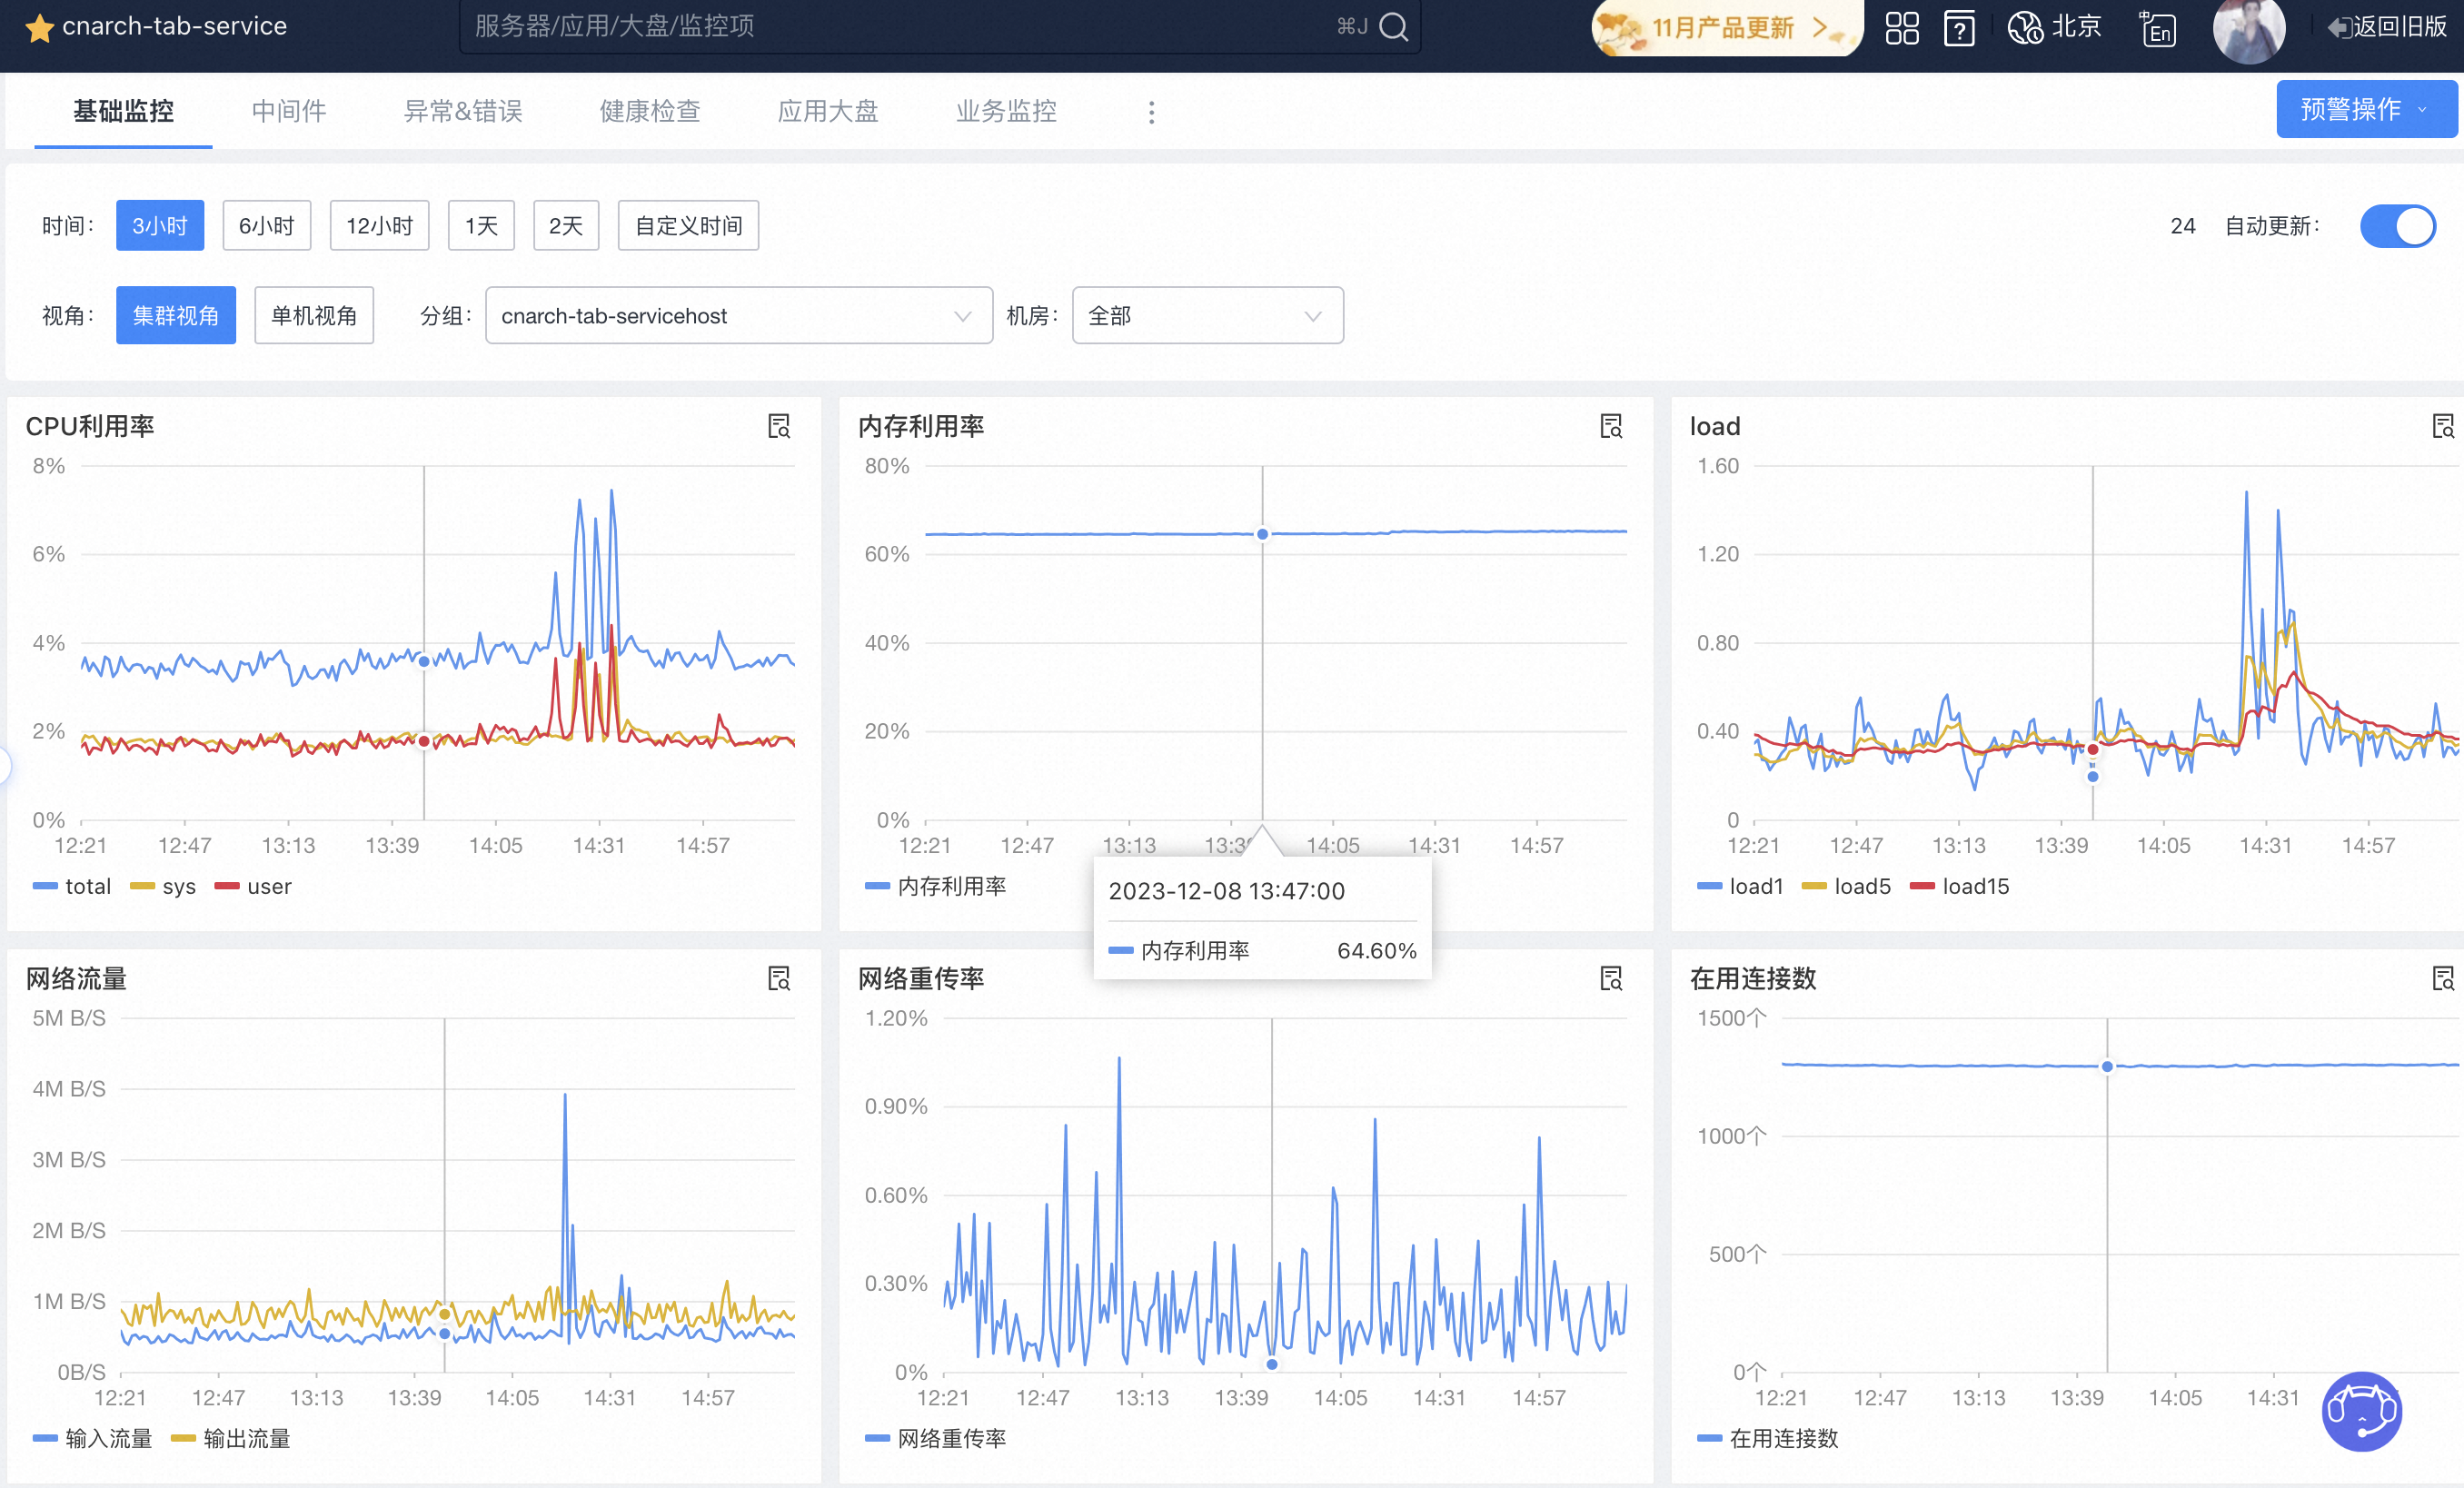 cnarch-tab-service
服务器/应用/大盘/监控项
⌘J
11月产品更新 >
北京
中 En
返回旧版
基础监控 中间件 异常&错误 健康检查 应用大盘 业务监控
预警操作
时间: 3小时 6小时 12小时 1天 2天 自定义时间
24 自动更新:
视角: 集群视角 单机视角 分组: cnarch-tab-servicehost 机房: 全部
CPU利用率
8%
6%
4%
2%
0%
12:21 12:47 13:13 13:39 14:05 14:31 14:57
total sys user
内存利用率
80%
60%
40%
20%
0%
12:21 12:47 13:13 13:39 14:05 14:31 14:57
内存利用率
2023-12-08 13:47:00
内存利用率 64.60%
load
1.60
1.20
0.80
0.40
0
12:21 12:47 13:13 13:39 14:05 14:31 14:57
load1 load5 load15
网络流量
5M B/S
4M B/S
3M B/S
2M B/S
1M B/S
0B/S
12:21 12:47 13:13 13:39 14:05 14:31 14:57
输入流量 输出流量
网络重传率
1.20%
0.90%
0.60%
0.30%
0%
12:21 12:47 13:13 13:39 14:05 14:31 14:57
网络重传率
在用连接数
1500个
1000个
500个
0个
12:21 12:47 13:13 13:39 14:05 14:31
在用连接数